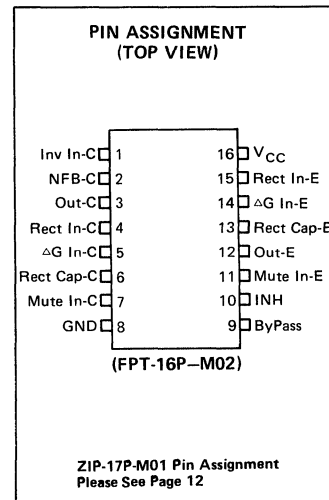 PIN ASSIGNMENT
(TOP VIEW)
Inv In-C 1 16 VCC
NFB-C 2 15 Rect In-E
Out-C 3 14 △G In-E
Rect In-C 4 13 Rect Cap-E
△G In-C 5 12 Out-E
Rect Cap-C 6 11 Mute In-E
Mute In-C 7 10 INH
GND 8 9 ByPass
(FPT-16P—M02)
ZIP-17P-M01 Pin Assignment
Please See Page 12